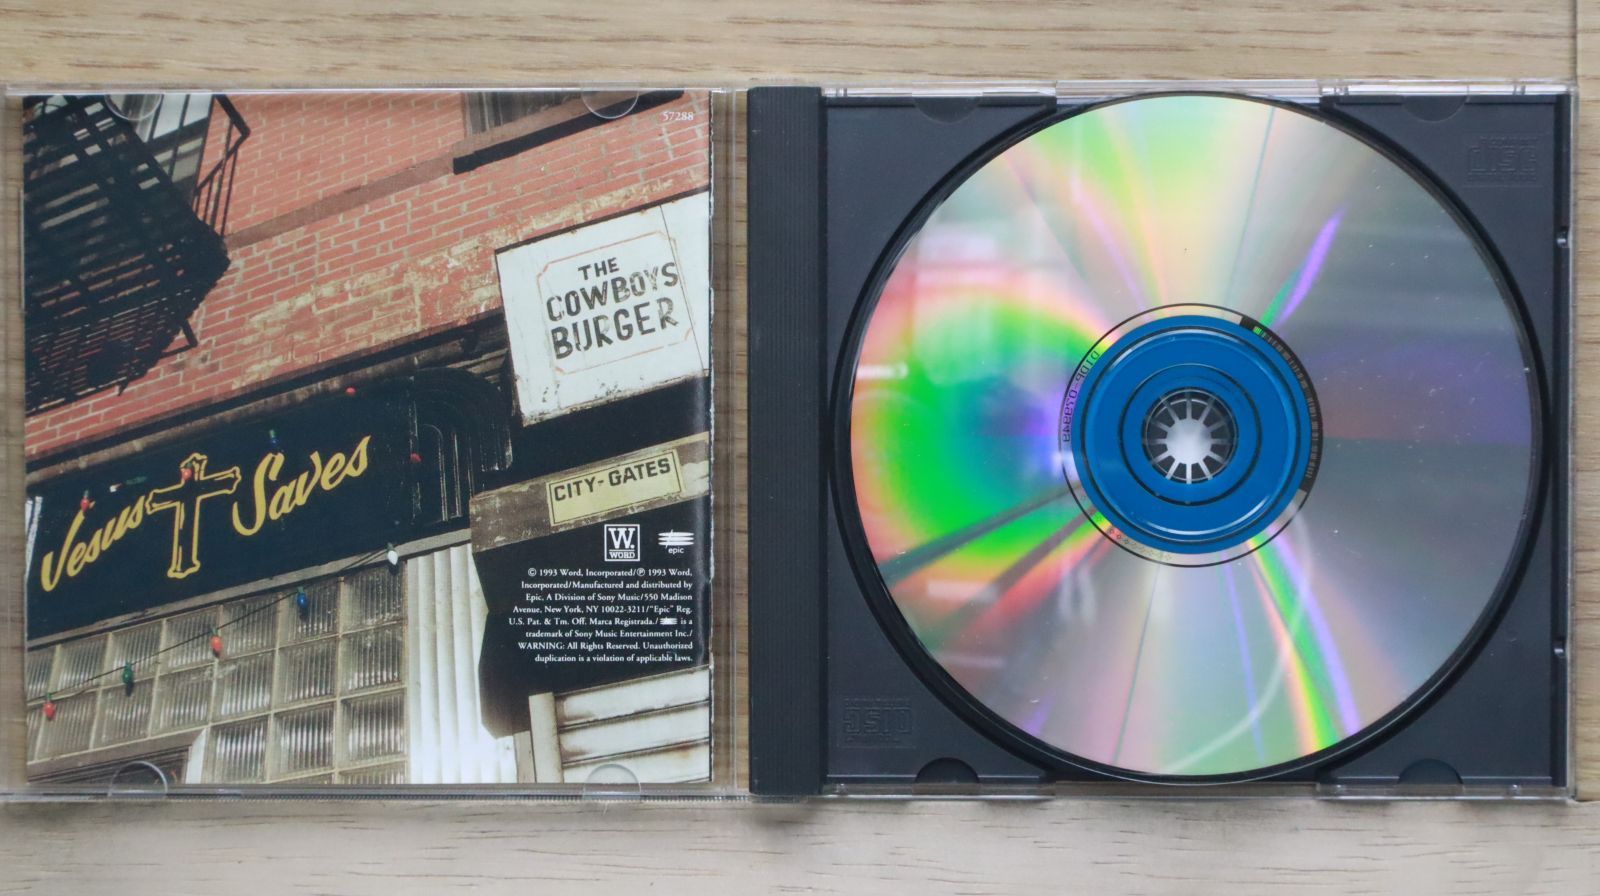 57288
THE
COWBOYS
BURGER
Jesus Saves
CITY-GATES
W.
WORD
epic
© 1993 Word, Incorporated/℗ 1993 Word,
Incorporated/Manufactured and distributed by
Epic, A Division of Sony Music/550 Madison
Avenue, New York, NY 10022-3211/"Epic" Reg.
U.S. Pat. & Tm. Off. Marca Registrada./ is a
trademark of Sony Music Entertainment Inc./
WARNING: All Rights Reserved. Unauthorized
duplication is a violation of applicable laws.
disc
disc